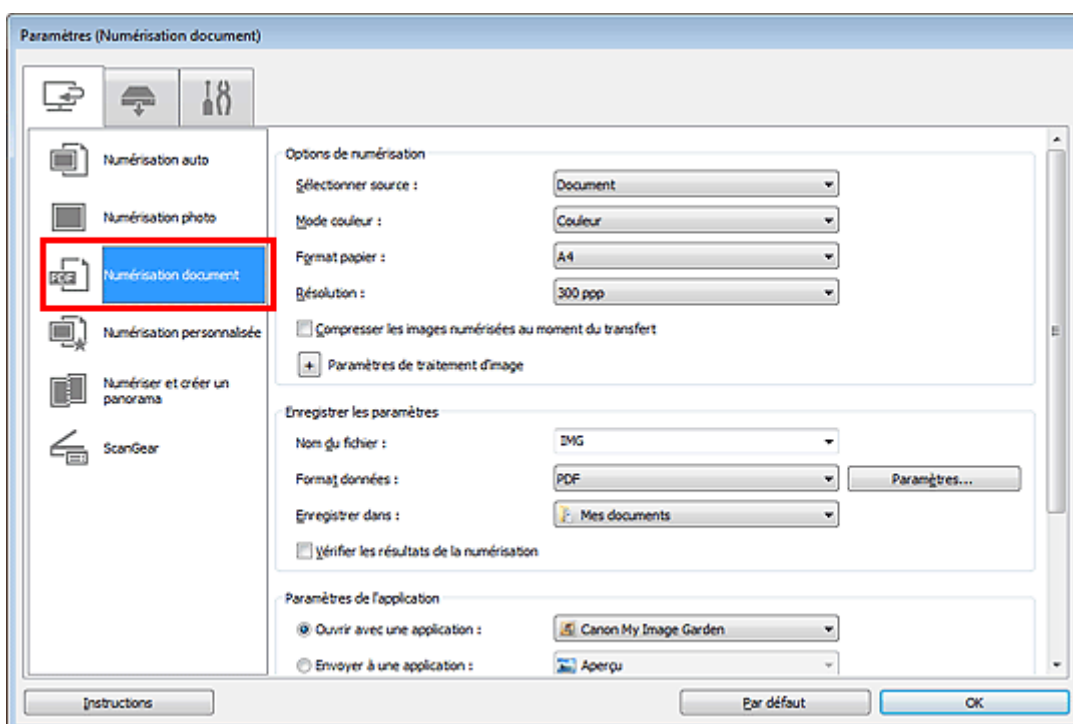 Paramètres (Numérisation document)
Numérisation auto
Numérisation photo
PDF
Numérisation document
Numérisation personnalisée
Numériser et créer un
panorama
ScanGear
Options de numérisation
Sélectionner source : Document
Mode couleur : Couleur
Format papier : A4
Résolution : 300 ppp
Compresser les images numérisées au moment du transfert
+ Paramètres de traitement d'image
Enregistrer les paramètres
Nom du fichier : IMG
Format données : PDF Paramètres...
Enregistrer dans : Mes documents
Vérifier les résultats de la numérisation
Paramètres de l'application
Ouvrir avec une application : Canon My Image Garden
Envoyer à une application : Aperçu
Instructions Par défaut OK